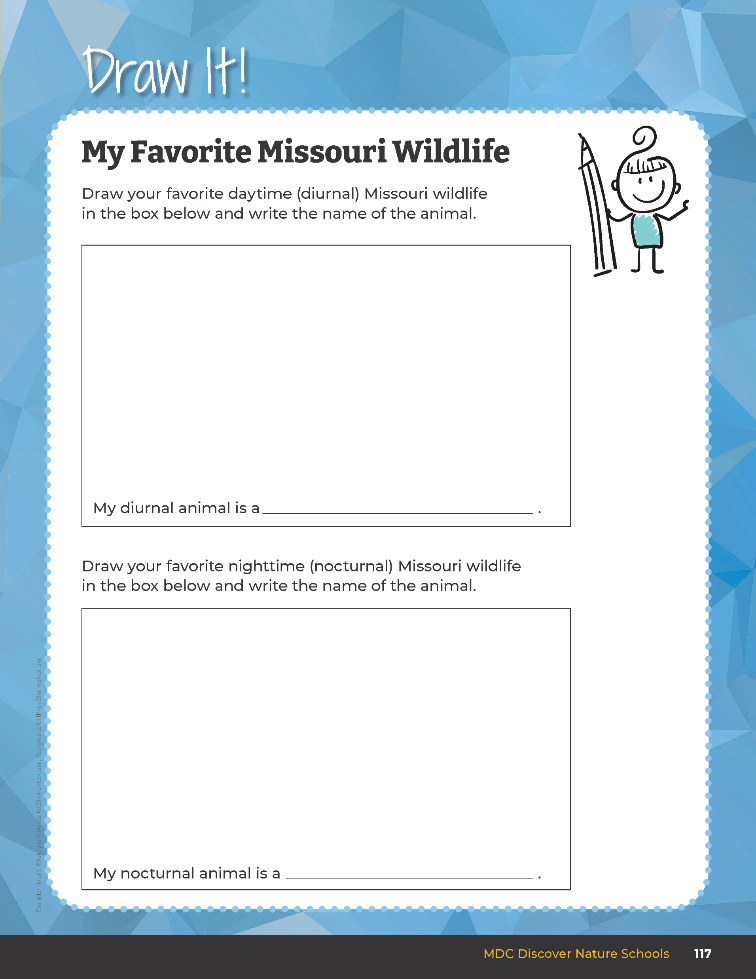 Draw It!
My Favorite Missouri Wildlife
Draw your favorite daytime (diurnal) Missouri wildlife
in the box below and write the name of the animal.
My diurnal animal is a ______________________________ .
Draw your favorite nighttime (nocturnal) Missouri wildlife
in the box below and write the name of the animal.
My nocturnal animal is a ___________________________ .
MDC Discover Nature Schools 117